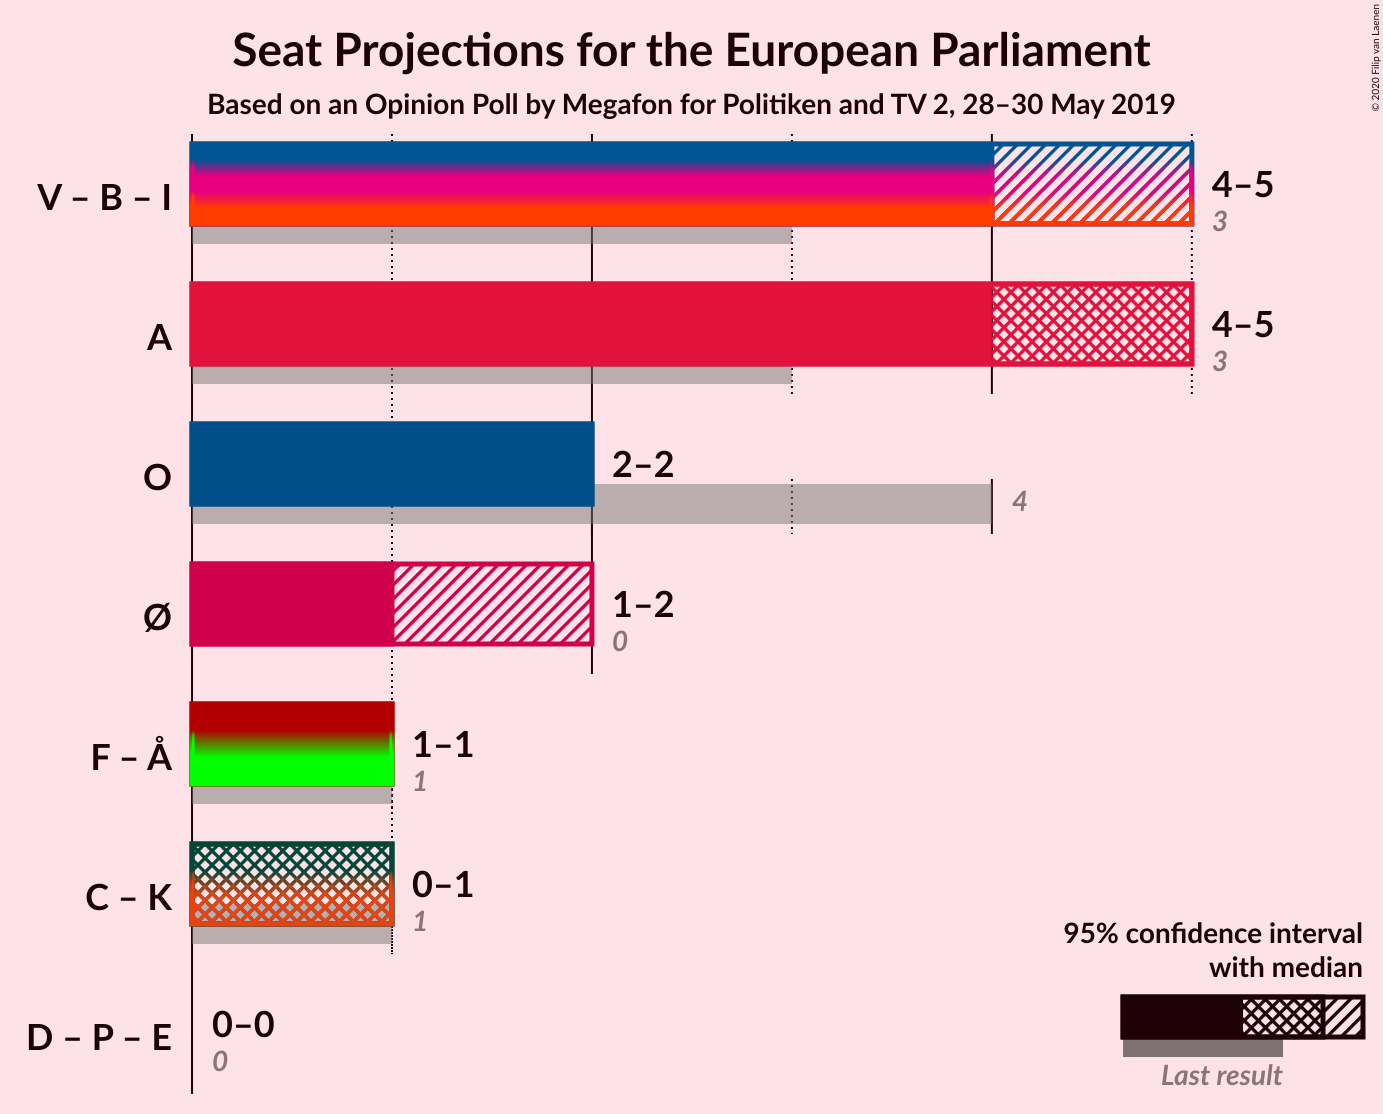 Seat Projections for the European Parliament
Based on an Opinion Poll by Megafon for Politiken and TV 2, 28–30 May 2019
© 2020 Filip van Laenen
V – B – I
4–5
3
A
4–5
3
O
2–2
4
Ø
1–2
0
F – Å
1–1
1
C – K
0–1
1
D – P – E
0–0
0
95% confidence interval
with median
Last result